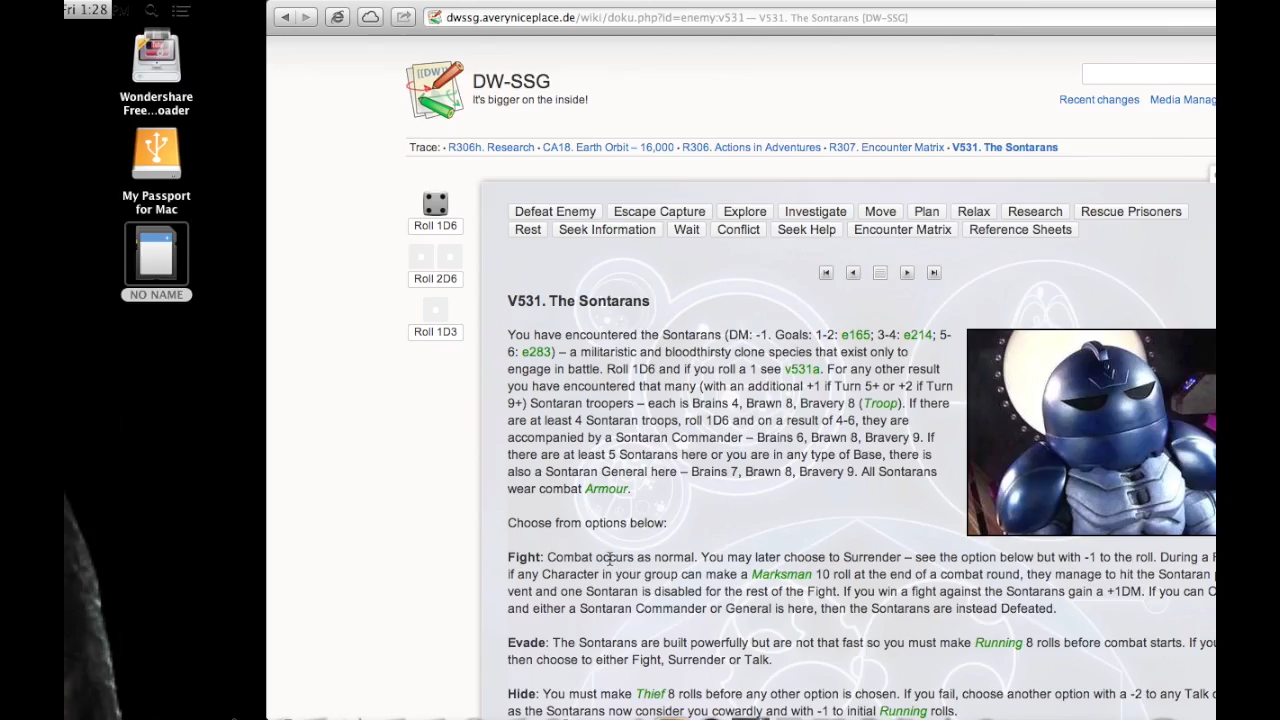 Fri 1:28 PM
Wondershare
Free...oader
My Passport
for Mac
NO NAME
dwssg.averyniceplace.de/wiki/doku.php?id=enemy:v531 — V531. The Sontarans [DW-SSG]
[[DW]]
DW-SSG
It's bigger on the inside!
Recent changes Media Manag
Trace: • R306h. Research • CA18. Earth Orbit – 16,000 • R306. Actions in Adventures • R307. Encounter Matrix • V531. The Sontarans
Roll 1D6
Roll 2D6
Roll 1D3
Defeat Enemy Escape Capture Explore Investigate Move Plan Relax Research Rescue Prisoners
Rest Seek Information Wait Conflict Seek Help Encounter Matrix Reference Sheets
V531. The Sontarans
You have encountered the Sontarans (DM: -1. Goals: 1-2: e165; 3-4: e214; 5-
6: e283) – a militaristic and bloodthirsty clone species that exist only to
engage in battle. Roll 1D6 and if you roll a 1 see v531a. For any other result
you have encountered that many (with an additional +1 if Turn 5+ or +2 if Turn
9+) Sontaran troopers – each is Brains 4, Brawn 8, Bravery 8 (Troop). If there
are at least 4 Sontaran troops, roll 1D6 and on a result of 4-6, they are
accompanied by a Sontaran Commander – Brains 6, Brawn 8, Bravery 9. If
there are at least 5 Sontarans here or you are in any type of Base, there is
also a Sontaran General here – Brains 7, Brawn 8, Bravery 9. All Sontarans
wear combat Armour.
Choose from options below:
Fight: Combat occurs as normal. You may later choose to Surrender – see the option below but with -1 to the roll. During a F
if any Character in your group can make a Marksman 10 roll at the end of a combat round, they manage to hit the Sontaran p
vent and one Sontaran is disabled for the rest of the Fight. If you win a fight against the Sontarans gain a +1DM. If you can C
and either a Sontaran Commander or General is here, then the Sontarans are instead Defeated.
Evade: The Sontarans are built powerfully but are not that fast so you must make Running 8 rolls before combat starts. If you
then choose to either Fight, Surrender or Talk.
Hide: You must make Thief 8 rolls before any other option is chosen. If you fail, choose another option with a -2 to any Talk o
as the Sontarans now consider you cowardly and with -1 to initial Running rolls.